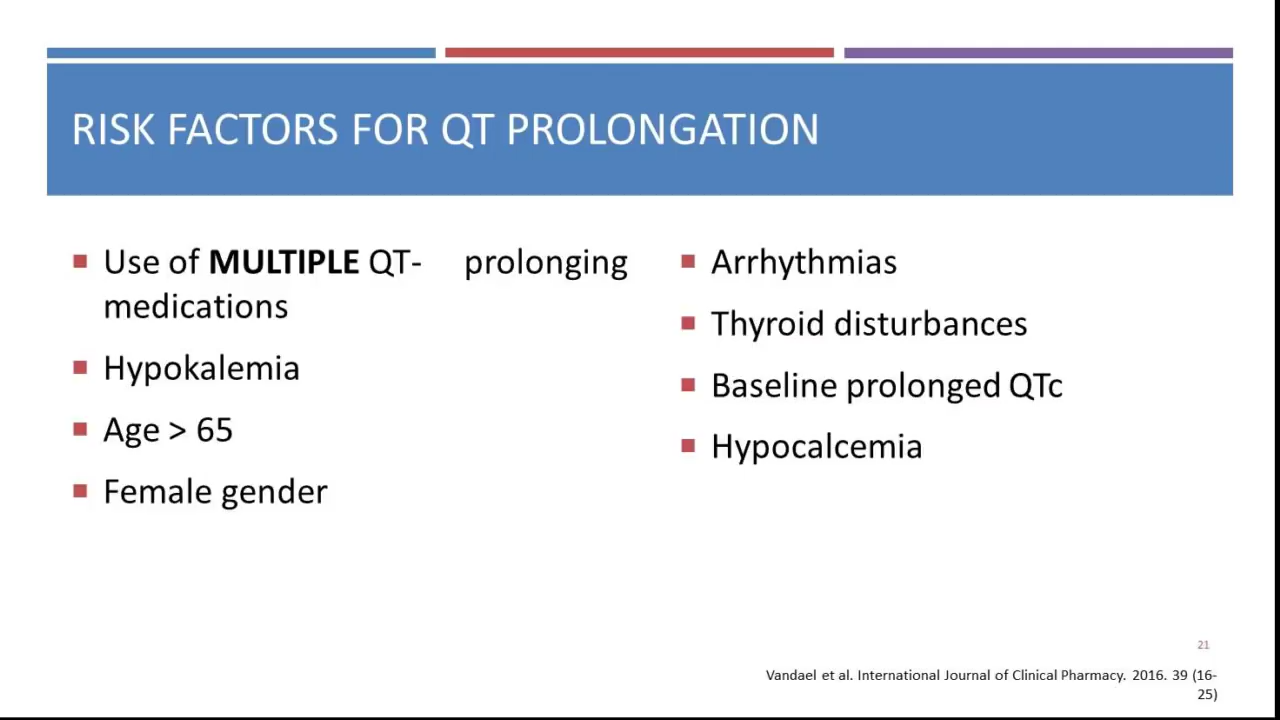 RISK FACTORS FOR QT PROLONGATION
Use of MULTIPLE QT- prolonging
medications
Hypokalemia
Age > 65
Female gender
Arrhythmias
Thyroid disturbances
Baseline prolonged QTc
Hypocalcemia
21
Vandael et al. International Journal of Clinical Pharmacy. 2016. 39 (16-
25)